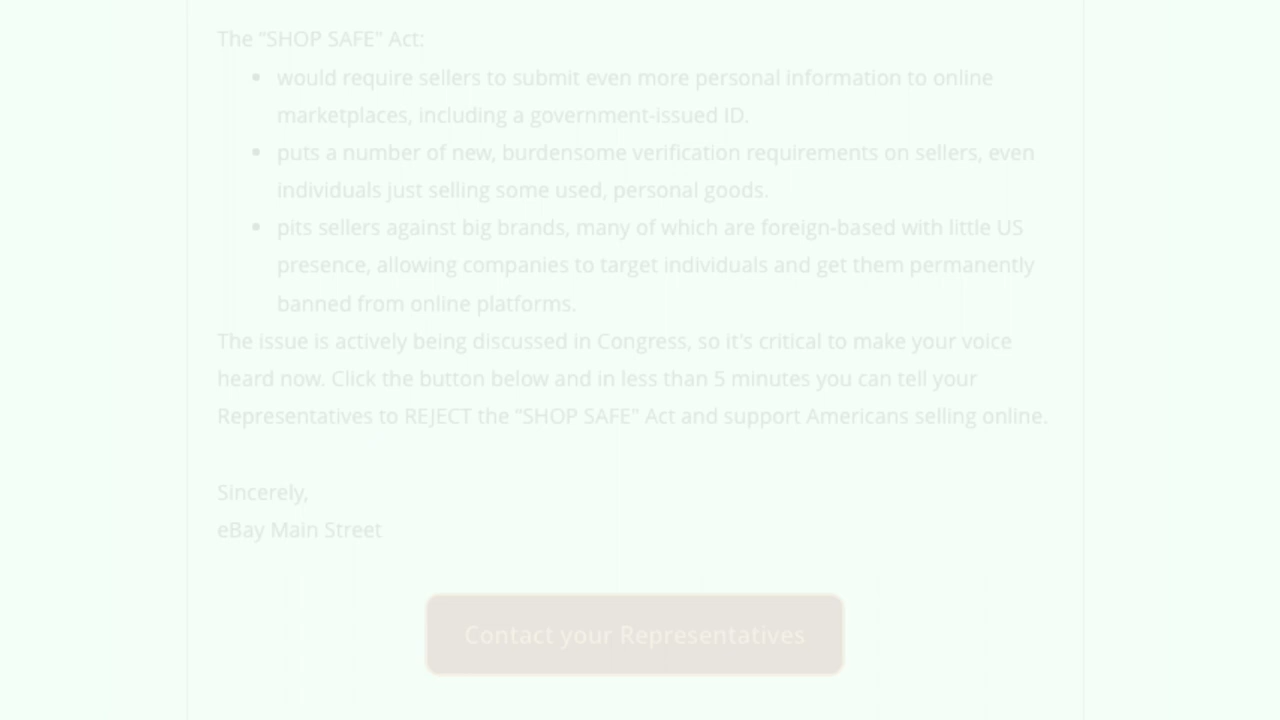 The "SHOP SAFE" Act:
▪ would require sellers to submit even more personal information to online
marketplaces, including a government-issued ID.
▪ puts a number of new, burdensome verification requirements on sellers, even
individuals just selling some used, personal goods.
▪ pits sellers against big brands, many of which are foreign-based with little US
presence, allowing companies to target individuals and get them permanently
banned from online platforms.
The issue is actively being discussed in Congress, so it's critical to make your voice
heard now. Click the button below and in less than 5 minutes you can tell your
Representatives to REJECT the "SHOP SAFE" Act and support Americans selling online.
Sincerely,
eBay Main Street
Contact your Representatives